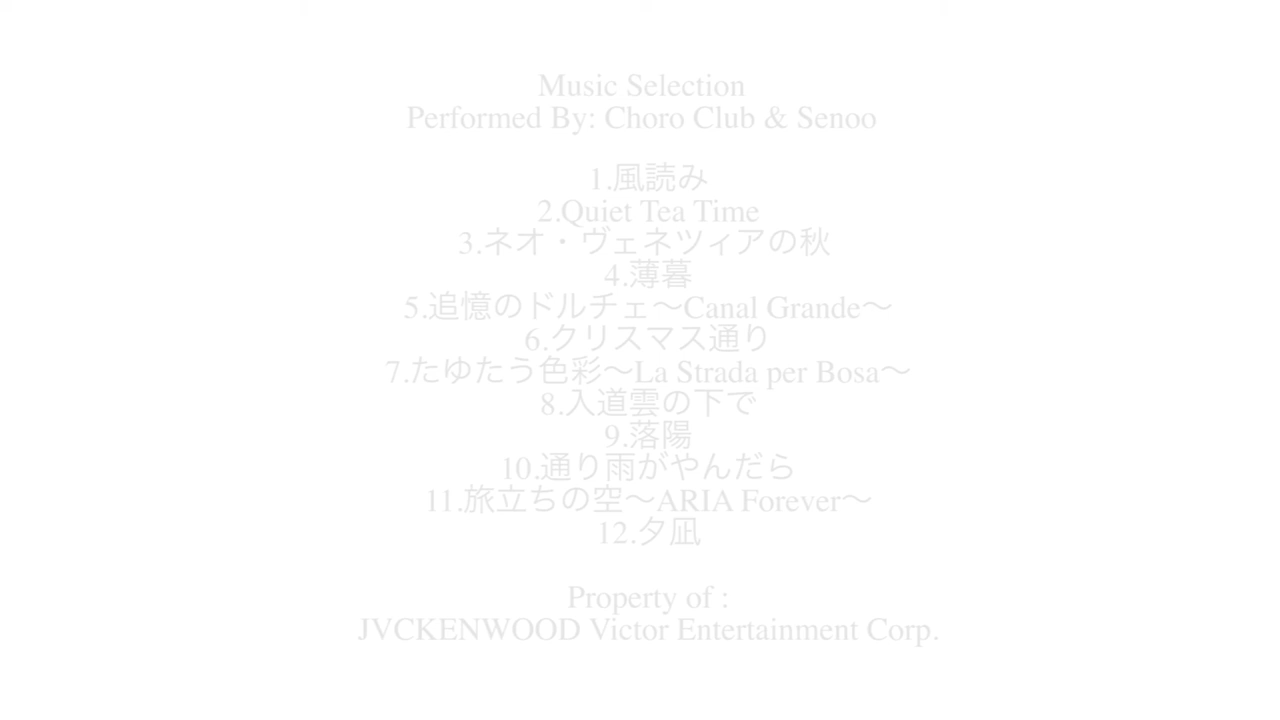 Music Selection
Performed By: Choro Club & Senoo
1.風読み
2.Quiet Tea Time
3.ネオ・ヴェネツィアの秋
4.薄暮
5.追憶のドルチェ〜Canal Grande〜
6.クリスマス通り
7.たゆたう色彩〜La Strada per Bosa〜
8.入道雲の下で
9.落陽
10.通り雨がやんだら
11.旅立ちの空〜ARIA Forever〜
12.夕凪
Property of :
JVCKENWOOD Victor Entertainment Corp.